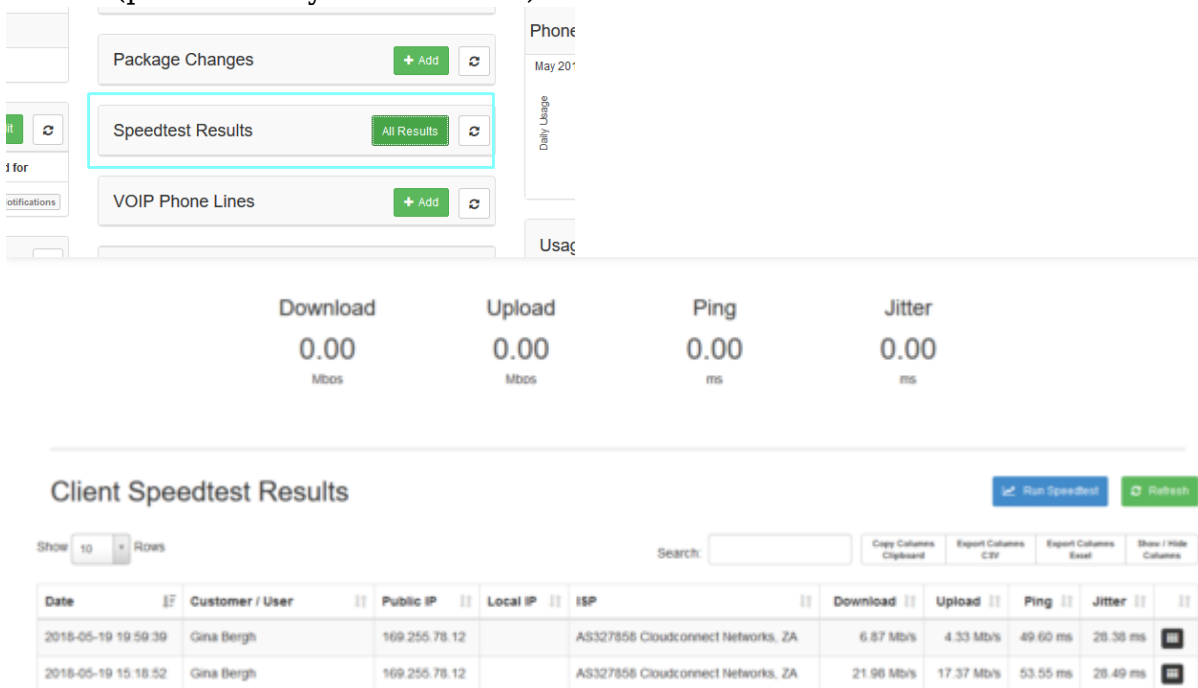 Phone
Package Changes
+ Add
May 201
Daily Usage
Speedtest Results
All Results
it
d for
otifications
VOIP Phone Lines
+ Add
Usag
Download
Upload
Ping
Jitter
0.00
0.00
0.00
0.00
Mbps
Mbps
ms
ms
Client Speedtest Results
Run Speedtest
Refresh
Show 10 Rows
Search:
Copy Columns Clipboard
Export Columns CSV
Export Columns Excel
Show / Hide Columns
Date Customer / User Public IP Local IP ISP Download Upload Ping Jitter
2018-05-19 19:59:39 Gina Bergh 169.255.78.12 AS327858 Cloudconnect Networks, ZA 6.87 Mb/s 4.33 Mb/s 49.60 ms 28.38 ms
2018-05-19 15:18:52 Gina Bergh 169.255.78.12 AS327858 Cloudconnect Networks, ZA 21.98 Mb/s 17.37 Mb/s 53.55 ms 28.49 ms